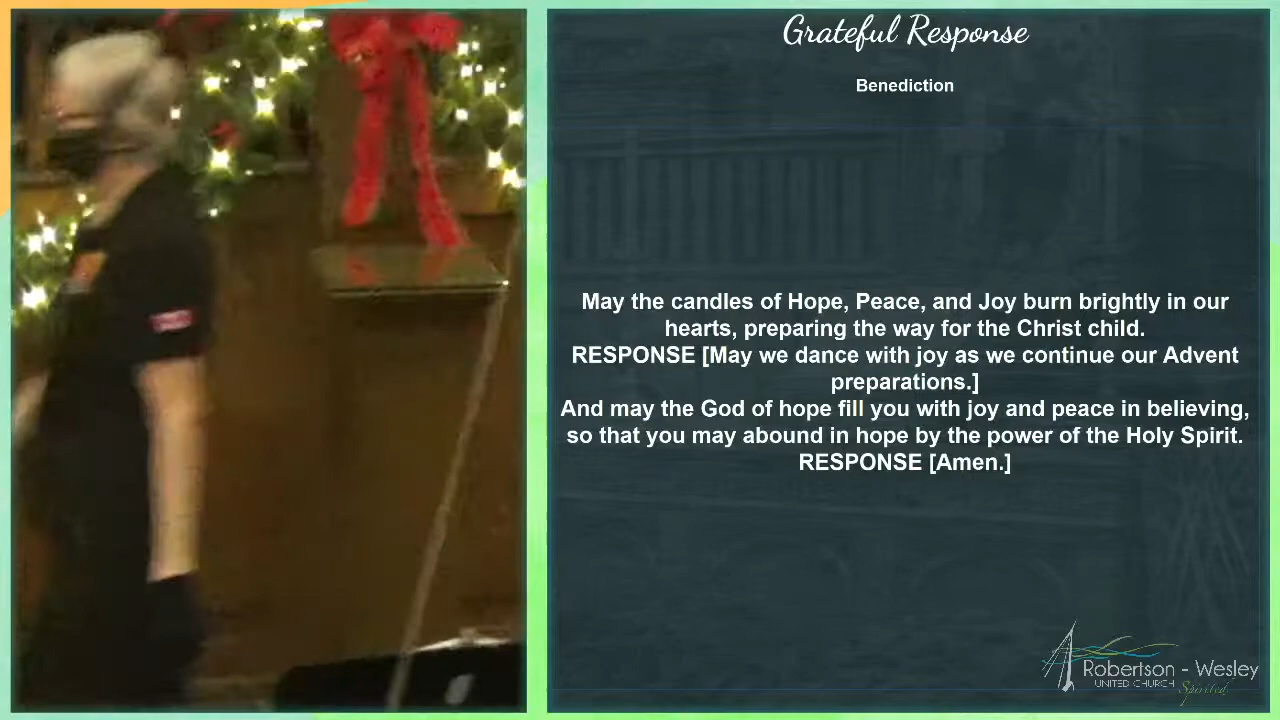 Grateful Response
Benediction
May the candles of Hope, Peace, and Joy burn brightly in our
hearts, preparing the way for the Christ child.
RESPONSE [May we dance with joy as we continue our Advent
preparations.]
And may the God of hope fill you with joy and peace in believing,
so that you may abound in hope by the power of the Holy Spirit.
RESPONSE [Amen.]
Robertson - Wesley
UNITED CHURCH
Spirited